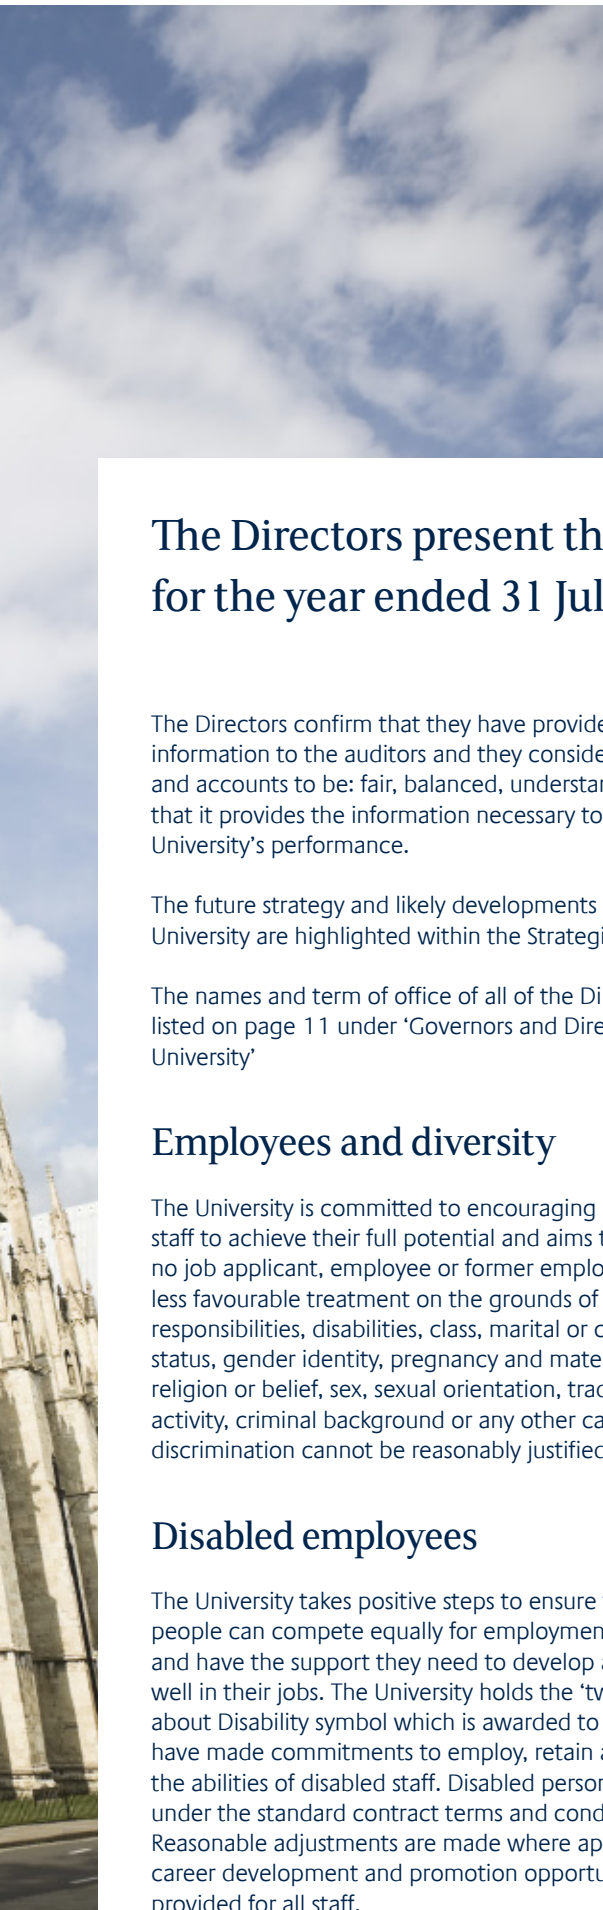 The Directors present th
for the year ended 31 Jul
The Directors confirm that they have provide
information to the auditors and they conside
and accounts to be: fair, balanced, understan
that it provides the information necessary to
University's performance.
The future strategy and likely developments
University are highlighted within the Strategi
The names and term of office of all of the Di
listed on page 11 under ‘Governors and Dire
University’
Employees and diversity
The University is committed to encouraging
staff to achieve their full potential and aims t
no job applicant, employee or former emplo
less favourable treatment on the grounds of
responsibilities, disabilities, class, marital or c
status, gender identity, pregnancy and mate
religion or belief, sex, sexual orientation, trad
activity, criminal background or any other ca
discrimination cannot be reasonably justified
Disabled employees
The University takes positive steps to ensure
people can compete equally for employmen
and have the support they need to develop a
well in their jobs. The University holds the ‘tw
about Disability symbol which is awarded to
have made commitments to employ, retain a
the abilities of disabled staff. Disabled person
under the standard contract terms and cond
Reasonable adjustments are made where ap
career development and promotion opportu
provided for all staff.